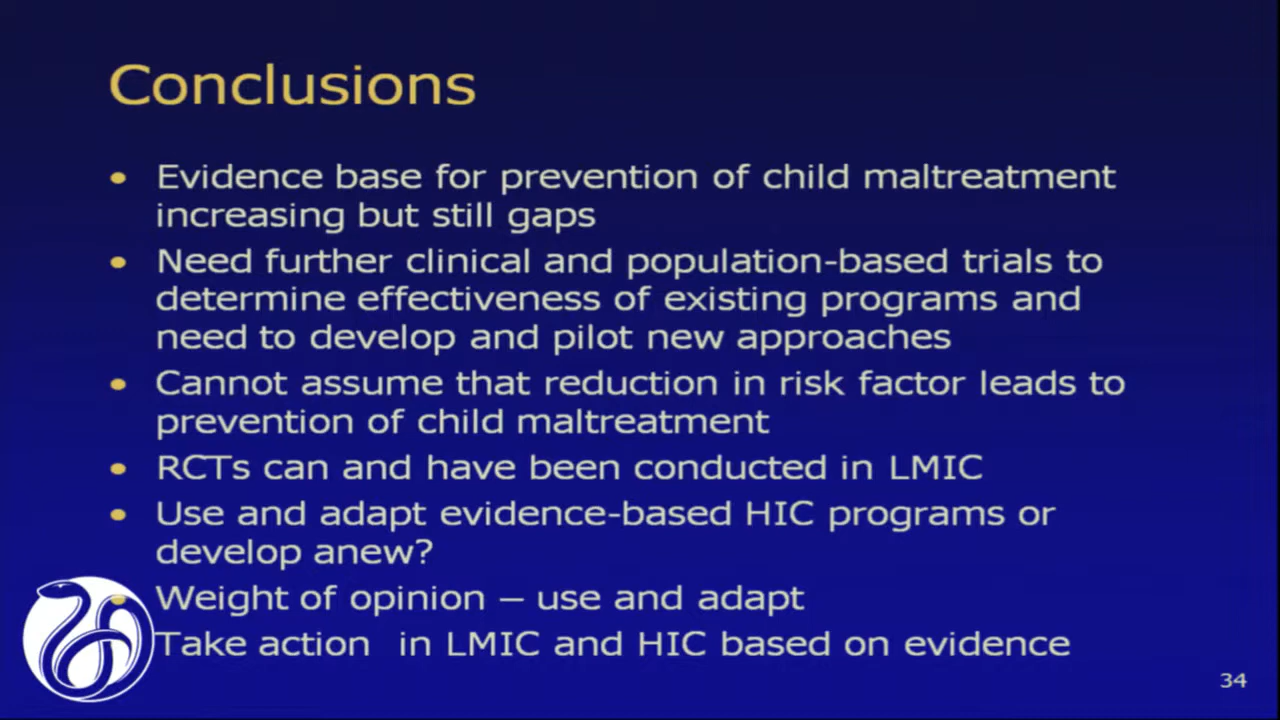 Conclusions
• Evidence base for prevention of child maltreatment
increasing but still gaps
• Need further clinical and population-based trials to
determine effectiveness of existing programs and
need to develop and pilot new approaches
• Cannot assume that reduction in risk factor leads to
prevention of child maltreatment
• RCTs can and have been conducted in LMIC
• Use and adapt evidence-based HIC programs or
develop anew?
• Weight of opinion – use and adapt
Take action in LMIC and HIC based on evidence
34